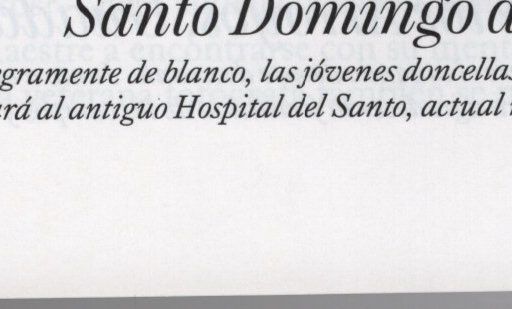 Santo Domingo d
egramente de blanco, las jóvenes doncellas
rá al antiguo Hospital del Santo, actual